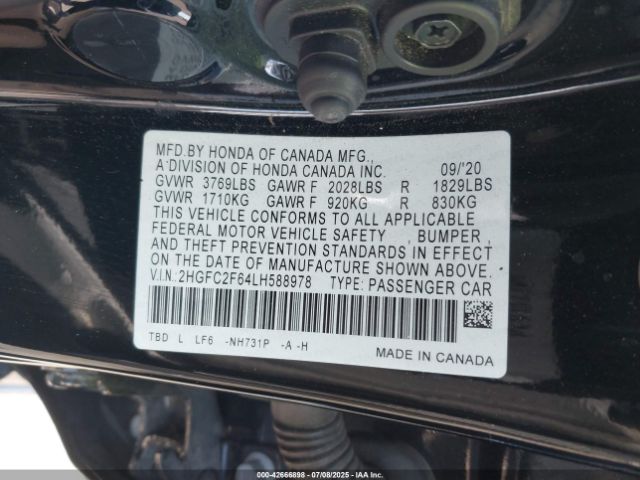 MFD.BY HONDA OF CANADA MFG.,
A DIVISION OF HONDA CANADA INC. 09/'20
GVWR 3769LBS GAWR F 2028LBS R 1829LBS
GVWR 1710KG GAWR F 920KG R 830KG
THIS VEHICLE CONFORMS TO ALL APPLICABLE
FEDERAL MOTOR VEHICLE SAFETY , BUMPER ,
AND THEFT PREVENTION STANDARDS IN EFFECT
ON THE DATE OF MANUFACTURE SHOWN ABOVE.
V.I.N.:2HGFC2F64LH588978 TYPE: PASSENGER CAR
TBD L LF6 -NH731P -A -H
MADE IN CANADA
000-42666898 - 07/08/2025 - IAAI.com